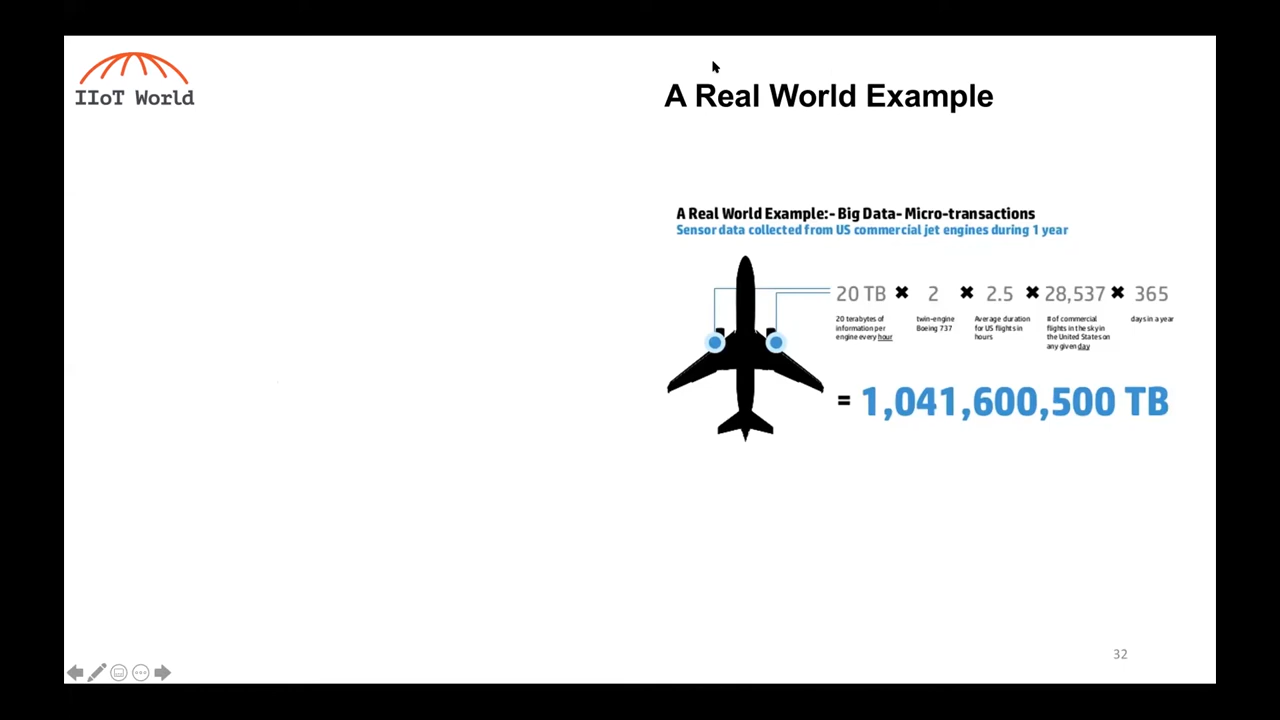 IIoT World
A Real World Example
A Real World Example:- Big Data- Micro-transactions
Sensor data collected from US commercial jet engines during 1 year
20 TB ✖ 2 ✖ 2.5 ✖ 28,537 ✖ 365
20 terabytes of
information per
engine every hour
twin-engine
Boeing 737
Average duration
for US flights in
hours
# of commercial
flights in the sky in
the United States on
any given day
days in a year
= 1,041,600,500 TB
32